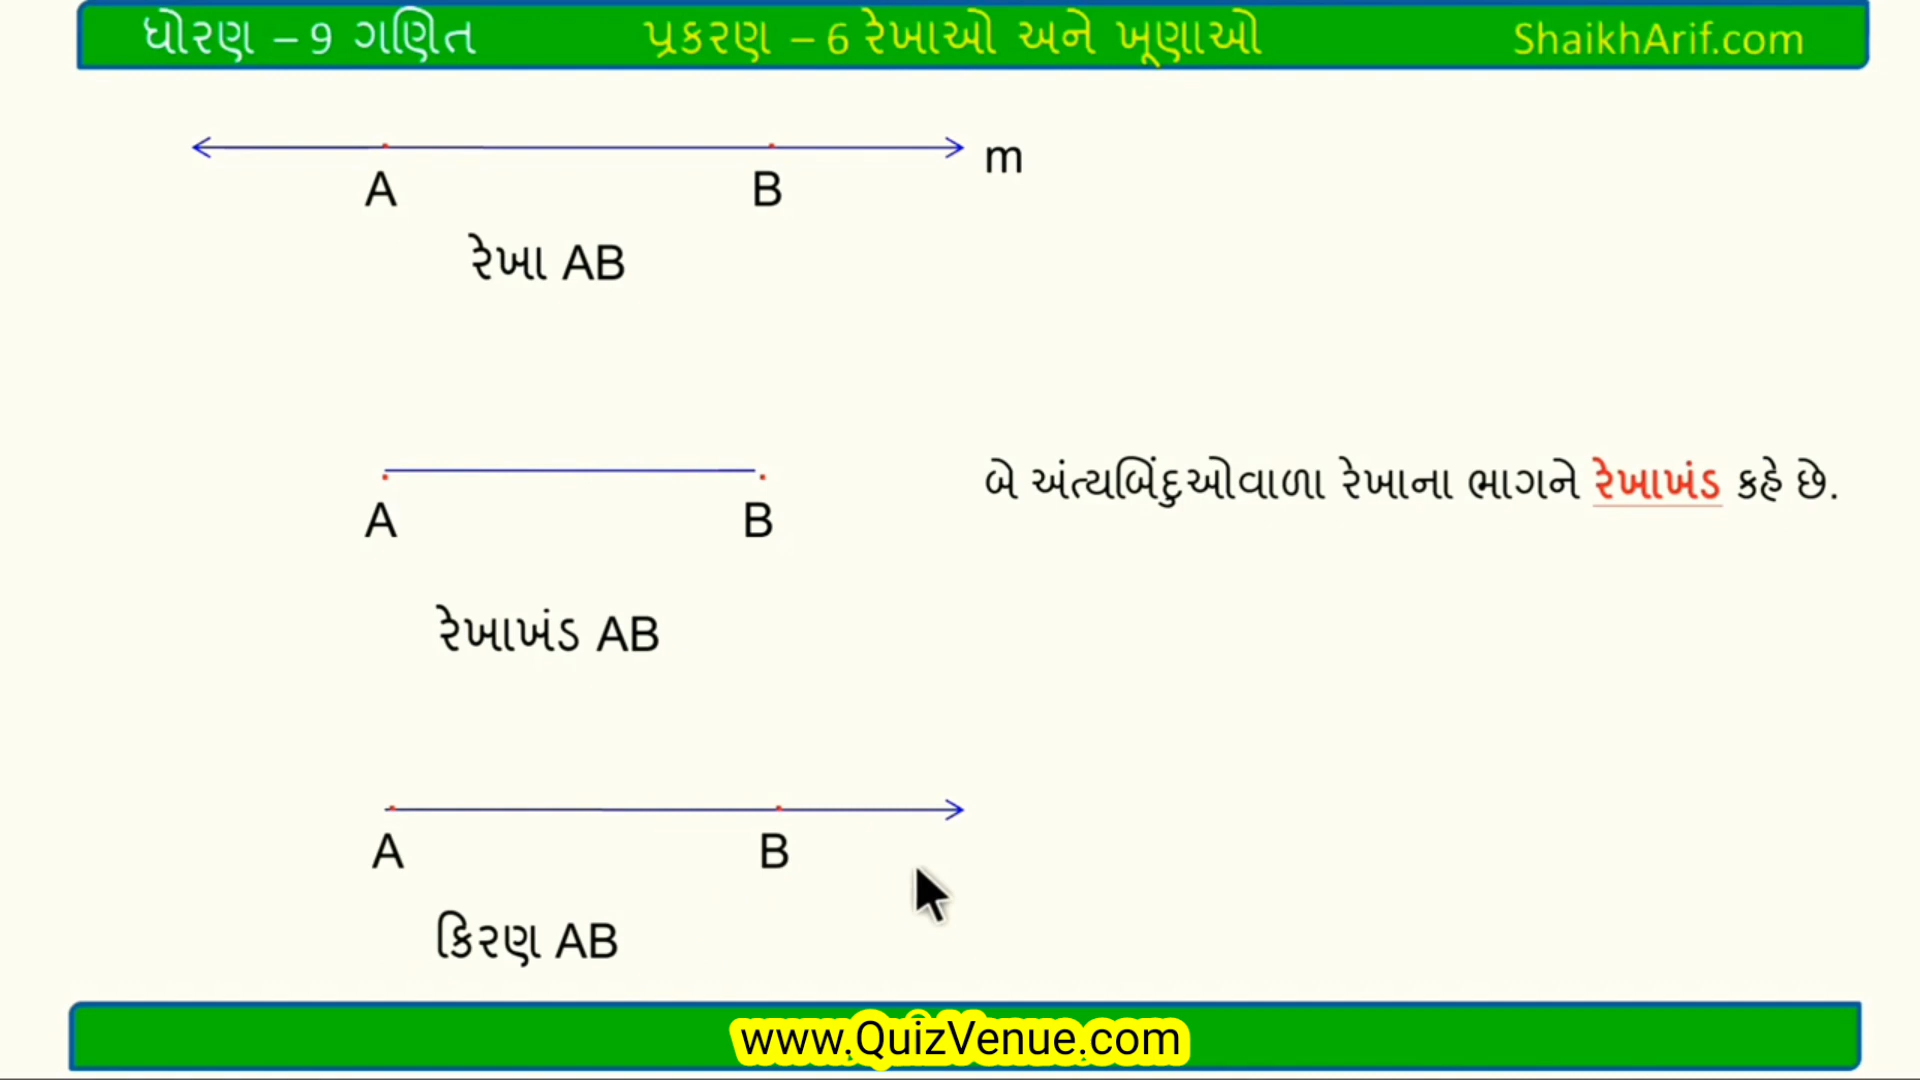 ધોરણ – 9 ગણિત પ્રકરણ – 6 રેખાઓ અને ખૂણાઓ ShaikhArif.com
m
A B
રેખા AB
બે અંત્યબિંદુઓવાળા રેખાના ભાગને રેખાખંડ કહે છે.
A B
રેખાખંડ AB
A B
કિરણ AB
www.QuizVenue.com